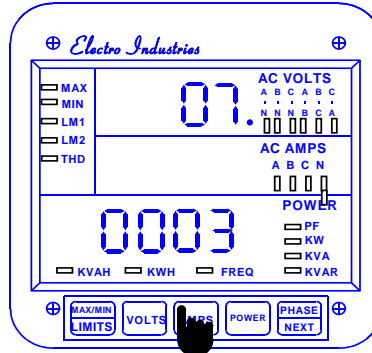 Electro Industries
AC VOLTS
A B C A B C
N N N B C A
MAX
MIN
LM1
LM2
THD
07.
AC AMPS
A B C N
POWER
PF
KW
KVA
KVAR
0003
KVAH KWH FREQ
MAX/MIN
LIMITS
VOLTS
MPS
POWER
PHASE
NEXT